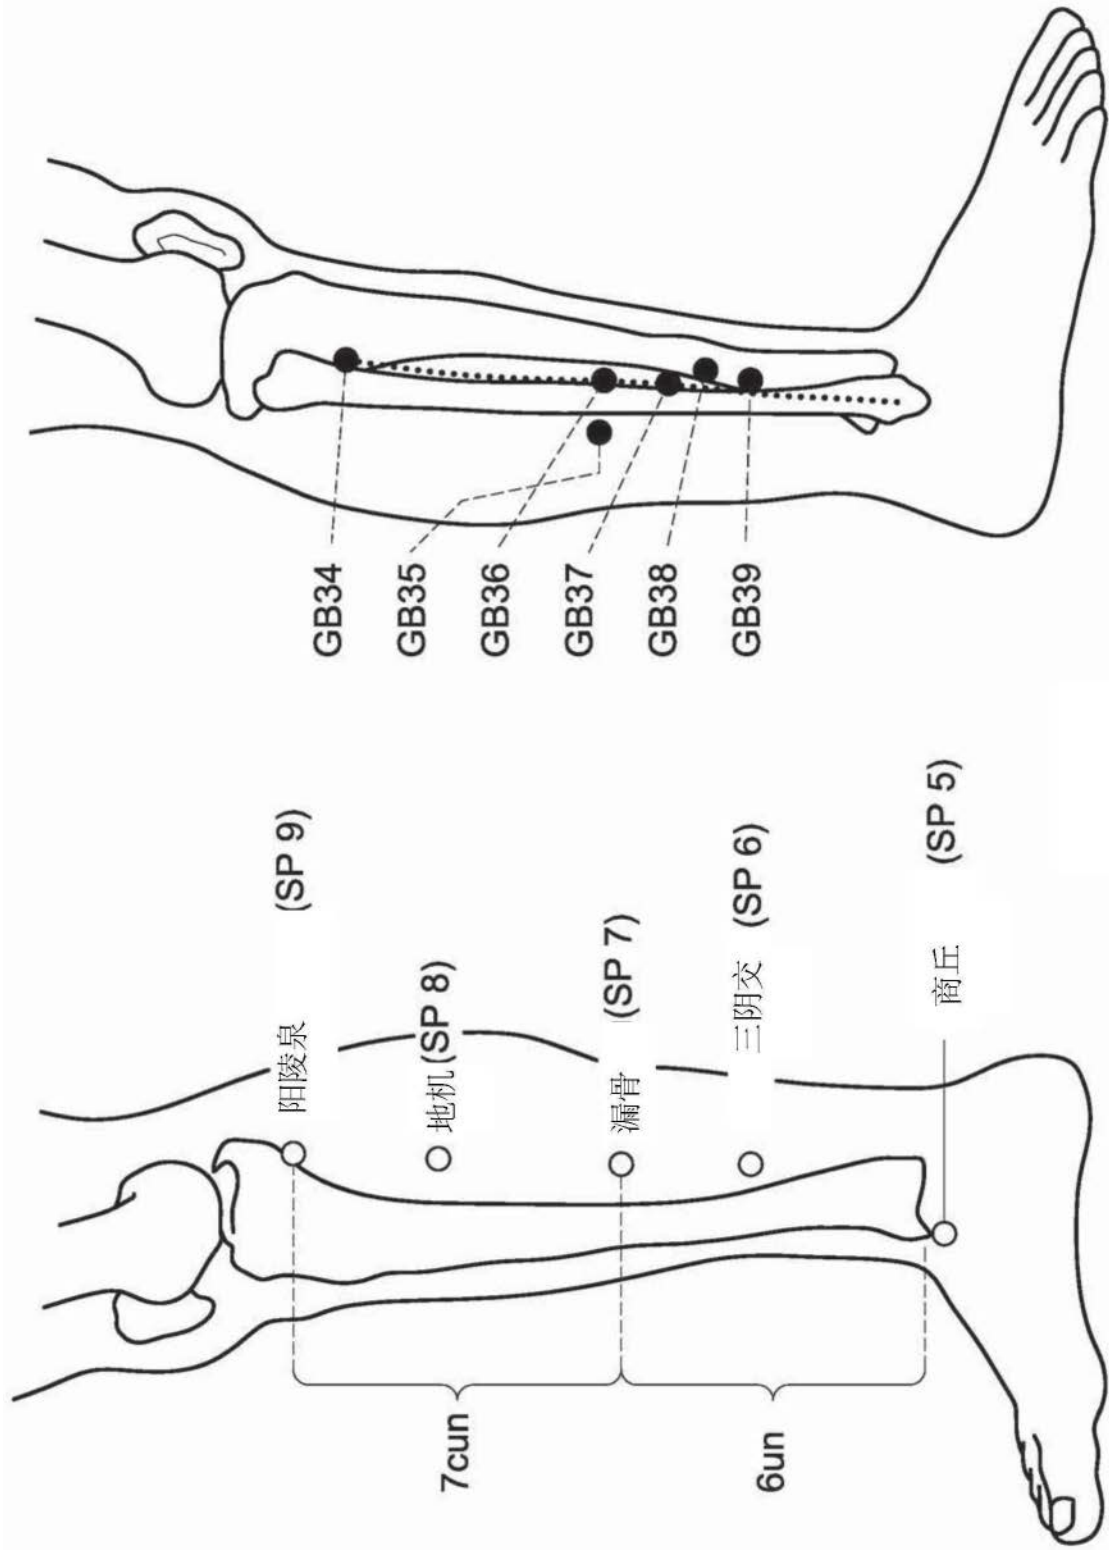 GB34
GB35
GB36
GB37
GB38
GB39
阳陵泉 (SP 9)
地机(SP 8)
漏骨 (SP 7)
三阴交 (SP 6)
商丘 (SP 5)
7cun
6un